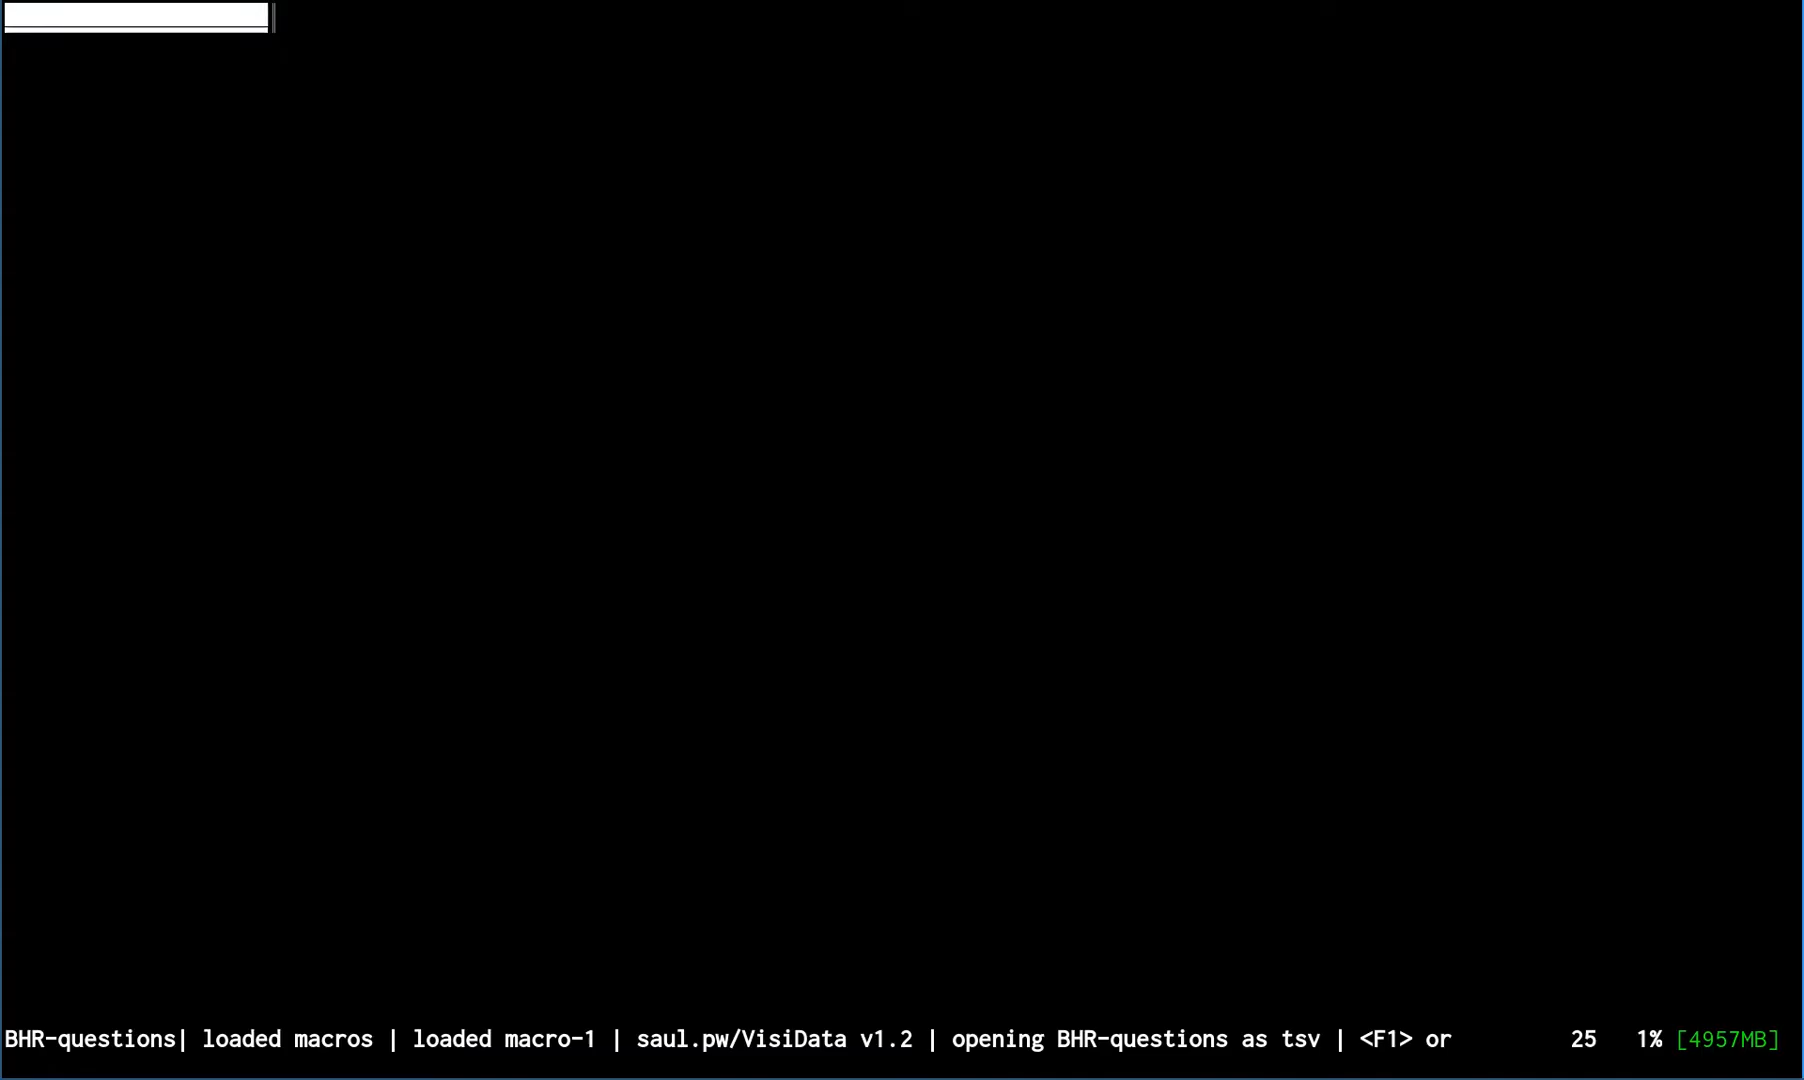 BHR-questions| loaded macros | loaded macro-1 | saul.pw/VisiData v1.2 | opening BHR-questions as tsv | <F1> or 25 1% [4957MB]